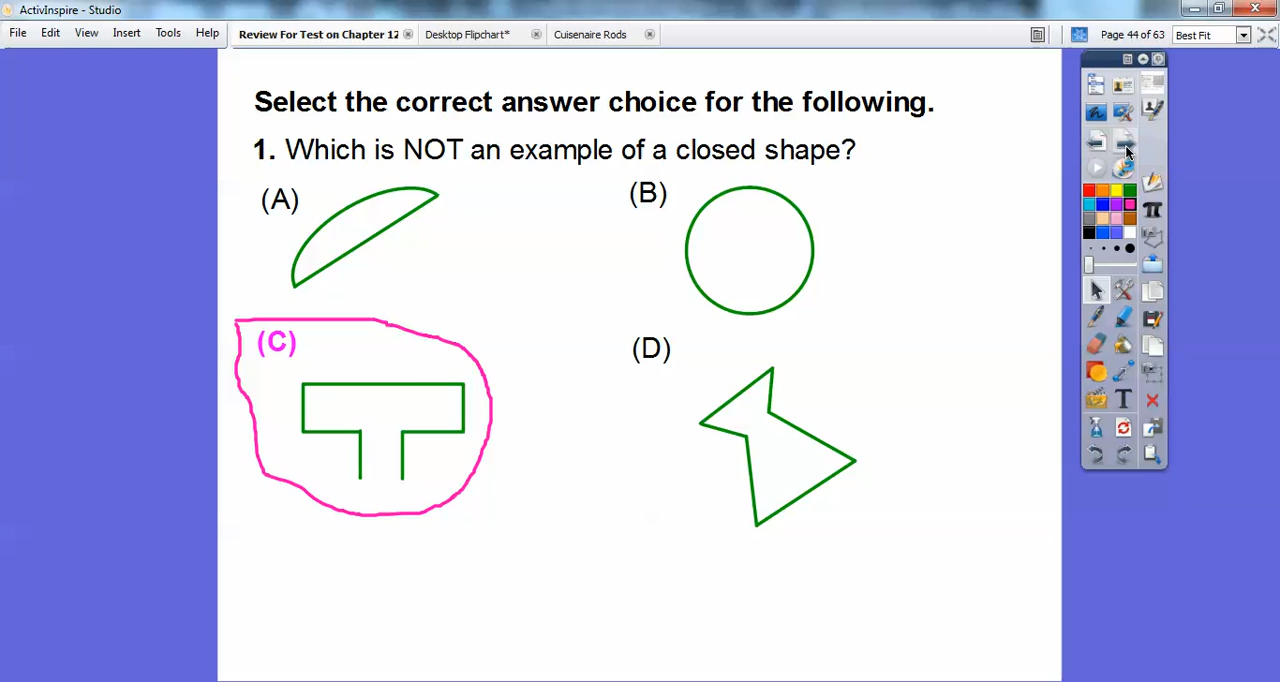 ActivInspire - Studio
File Edit View Insert Tools Help Review For Test on Chapter 12 Desktop Flipchart* Cuisenaire Rods Page 44 of 63 Best Fit
Select the correct answer choice for the following.
1. Which is NOT an example of a closed shape?
(A) (B)
(C) (D)